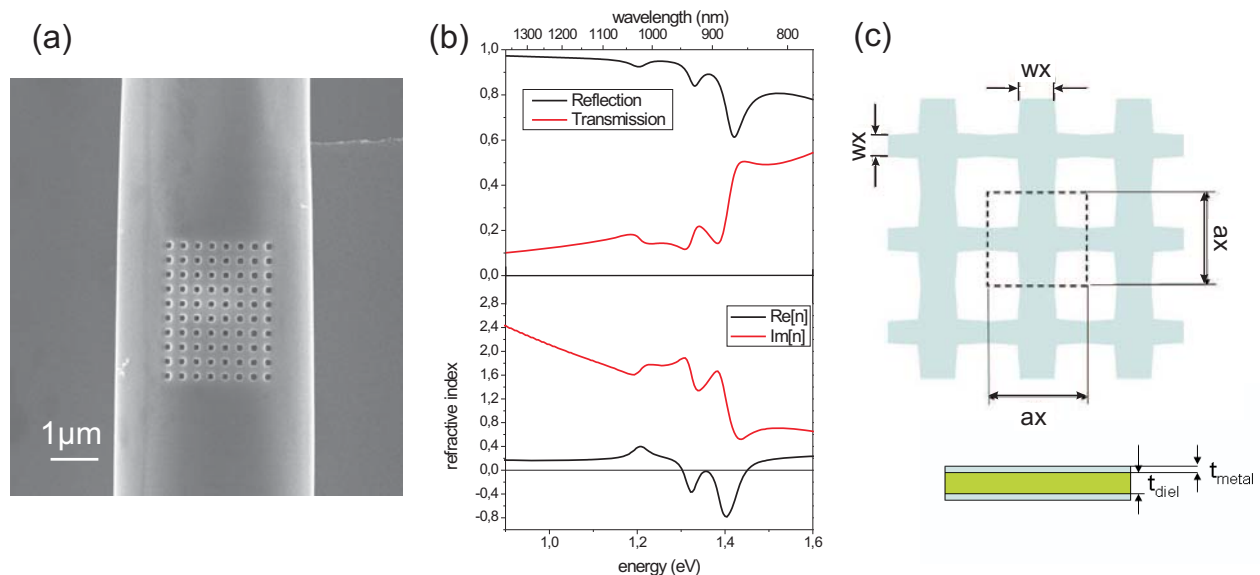 (a)
1µm
(b)
wavelength (nm)
1300 1200 1100 1000 900 800
1,0
0,8
0,6
0,4
0,2
0,0
Reflection
Transmission
2,8
2,4
2,0
1,6
1,2
0,8
0,4
0,0
-0,4
-0,8
refractive index
Re[n]
Im[n]
1,0 1,2 1,4 1,6
energy (eV)
(c)
wx
wx
ax
ax
t metal
t diel